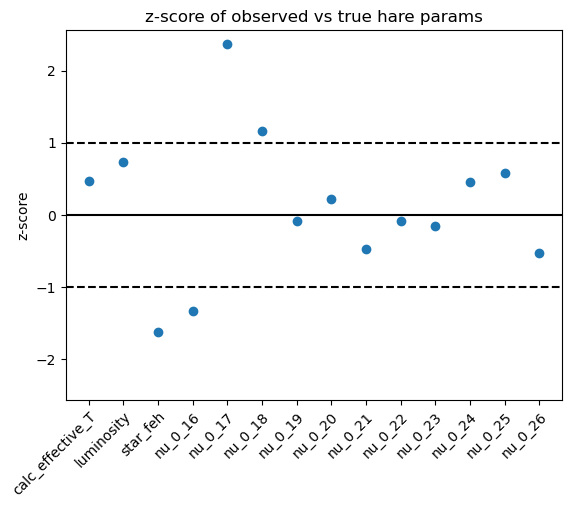 z-score of observed vs true hare params
2
1
0
−1
−2
z-score
calc_effective_T
luminosity
star_feh
nu_0_16
nu_0_17
nu_0_18
nu_0_19
nu_0_20
nu_0_21
nu_0_22
nu_0_23
nu_0_24
nu_0_25
nu_0_26